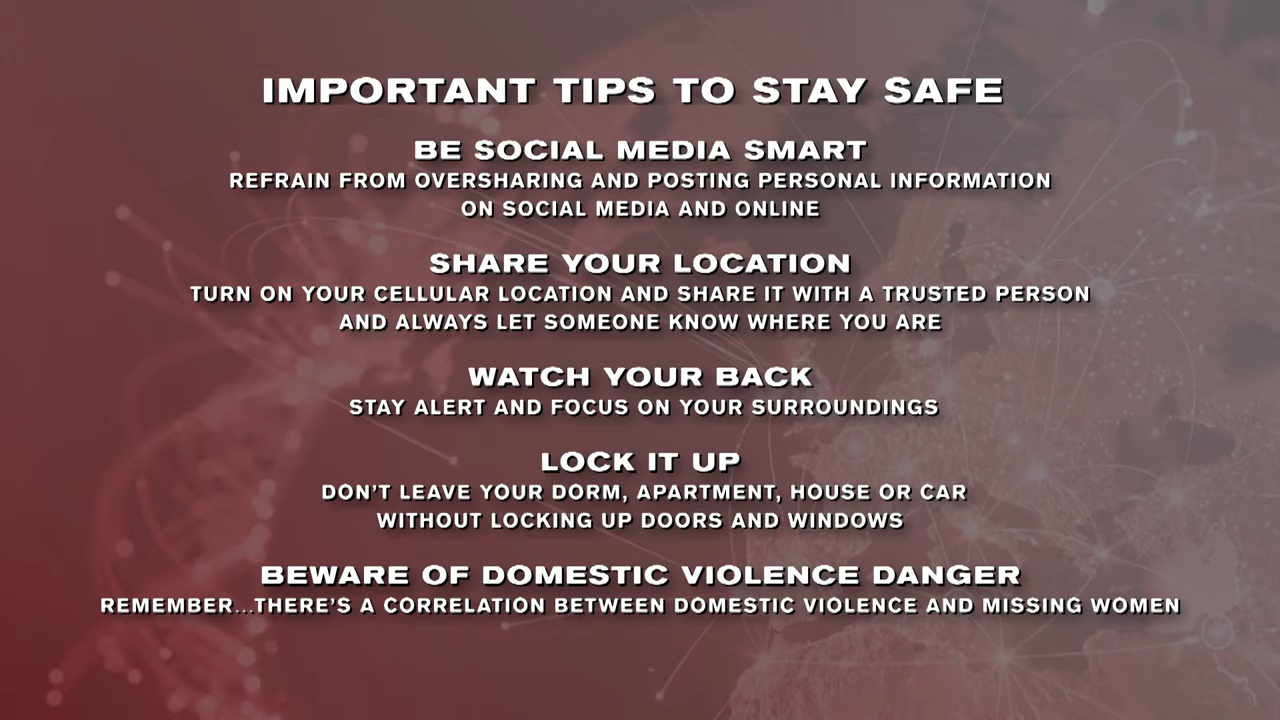 IMPORTANT TIPS TO STAY SAFE
BE SOCIAL MEDIA SMART
REFRAIN FROM OVERSHARING AND POSTING PERSONAL INFORMATION
ON SOCIAL MEDIA AND ONLINE
SHARE YOUR LOCATION
TURN ON YOUR CELLULAR LOCATION AND SHARE IT WITH A TRUSTED PERSON
AND ALWAYS LET SOMEONE KNOW WHERE YOU ARE
WATCH YOUR BACK
STAY ALERT AND FOCUS ON YOUR SURROUNDINGS
LOCK IT UP
DON'T LEAVE YOUR DORM, APARTMENT, HOUSE OR CAR
WITHOUT LOCKING UP DOORS AND WINDOWS
BEWARE OF DOMESTIC VIOLENCE DANGER
REMEMBER...THERE'S A CORRELATION BETWEEN DOMESTIC VIOLENCE AND MISSING WOMEN